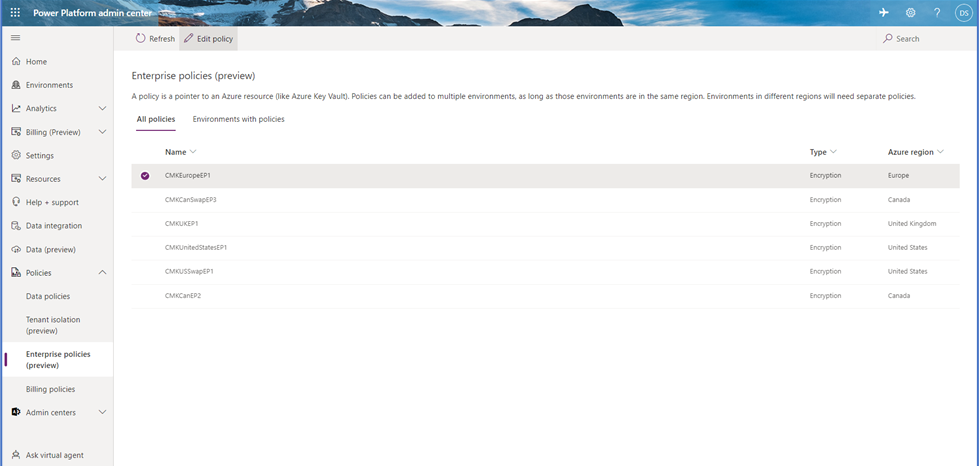 Power Platform admin center
?
DS
Refresh
Edit policy
Search
Home
Environments
Analytics
Billing (Preview)
Settings
Resources
Help + support
Data integration
Data (preview)
Policies
Data policies
Tenant isolation
(preview)
Enterprise policies
(preview)
Billing policies
Admin centers
Ask virtual agent
Enterprise policies (preview)
A policy is a pointer to an Azure resource (like Azure Key Vault). Policies can be added to multiple environments, as long as those environments are in the same region. Environments in different regions will need separate policies.
All policies Environments with policies
Name Type Azure region
CMKEuropeEP1 Encryption Europe
CMKCanSwapEP3 Encryption Canada
CMKUKEP1 Encryption United Kingdom
CMKUnitedStatesEP1 Encryption United States
CMKUSSwapEP1 Encryption United States
CMKCanEP2 Encryption Canada